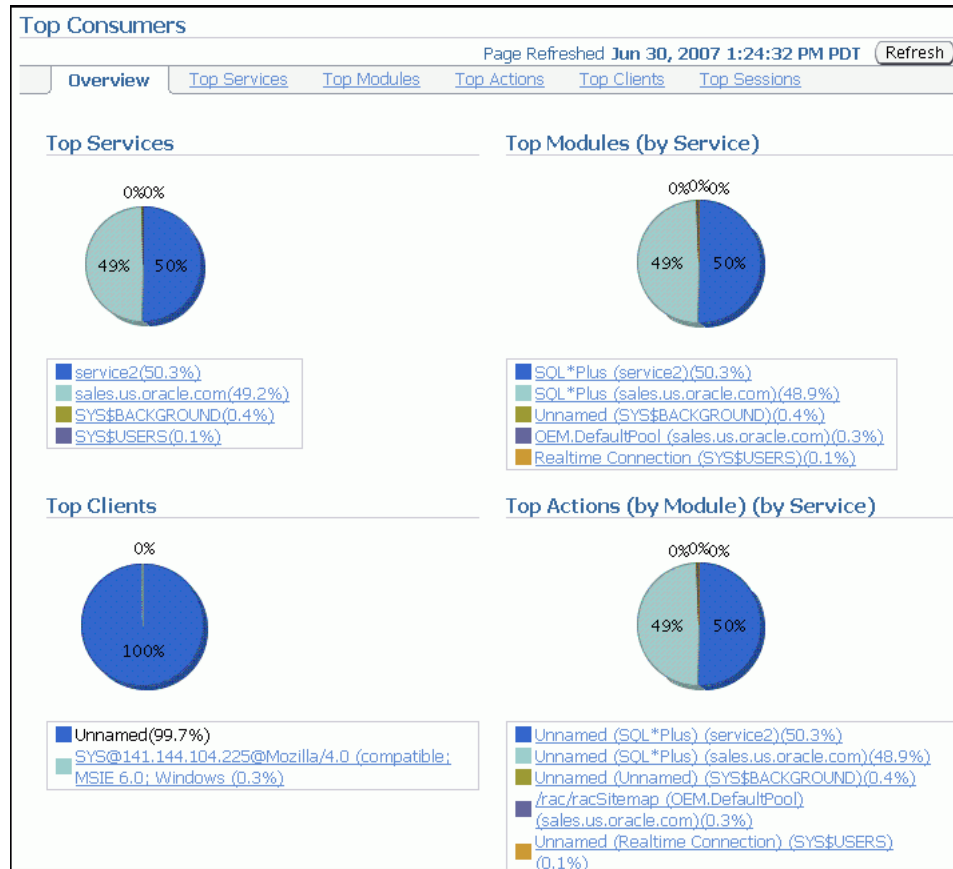 Top Consumers
Page Refreshed Jun 30, 2007 1:24:32 PM PDT Refresh
Overview Top Services Top Modules Top Actions Top Clients Top Sessions
Top Services
0%0%
49% 50%
service2(50.3%)
sales.us.oracle.com(49.2%)
SYS$BACKGROUND(0.4%)
SYS$USERS(0.1%)
Top Modules (by Service)
0%0%0%
49% 50%
SQL*Plus (service2)(50.3%)
SQL*Plus (sales.us.oracle.com)(48.9%)
Unnamed (SYS$BACKGROUND)(0.4%)
OEM.DefaultPool (sales.us.oracle.com)(0.3%)
Realtime Connection (SYS$USERS)(0.1%)
Top Clients
0%
100%
Unnamed(99.7%)
SYS@141.144.104.225@Mozilla/4.0 (compatible;
MSIE 6.0; Windows (0.3%)
Top Actions (by Module) (by Service)
0%0%0%
49% 50%
Unnamed (SQL*Plus) (service2)(50.3%)
Unnamed (SQL*Plus) (sales.us.oracle.com)(48.9%)
Unnamed (Unnamed) (SYS$BACKGROUND)(0.4%)
/rac/racSitemap (OEM.DefaultPool)
(sales.us.oracle.com)(0.3%)
Unnamed (Realtime Connection) (SYS$USERS)
(0.1%)